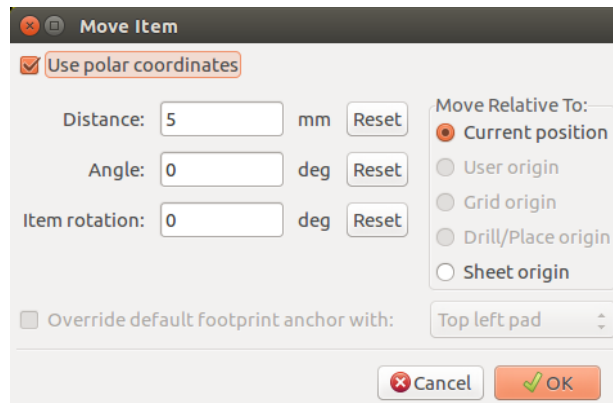 Move Item
Use polar coordinates
Distance: 5 mm Reset
Angle: 0 deg Reset
Item rotation: 0 deg Reset
Move Relative To:
Current position
User origin
Grid origin
Drill/Place origin
Sheet origin
Override default footprint anchor with: Top left pad
Cancel OK